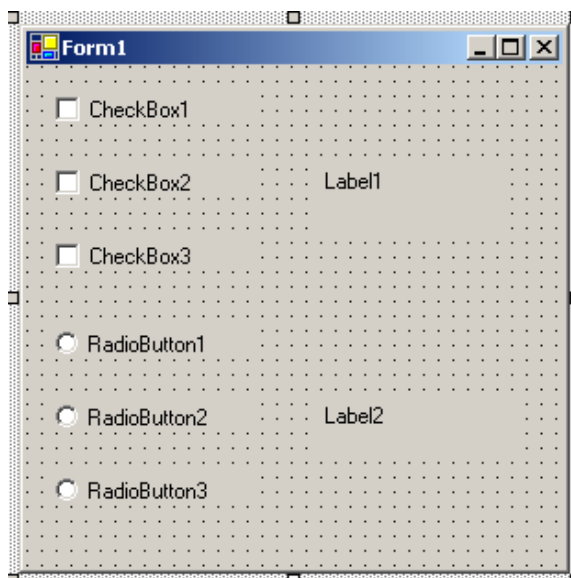 Form1
CheckBox1
CheckBox2
Label1
CheckBox3
RadioButton1
RadioButton2
Label2
RadioButton3